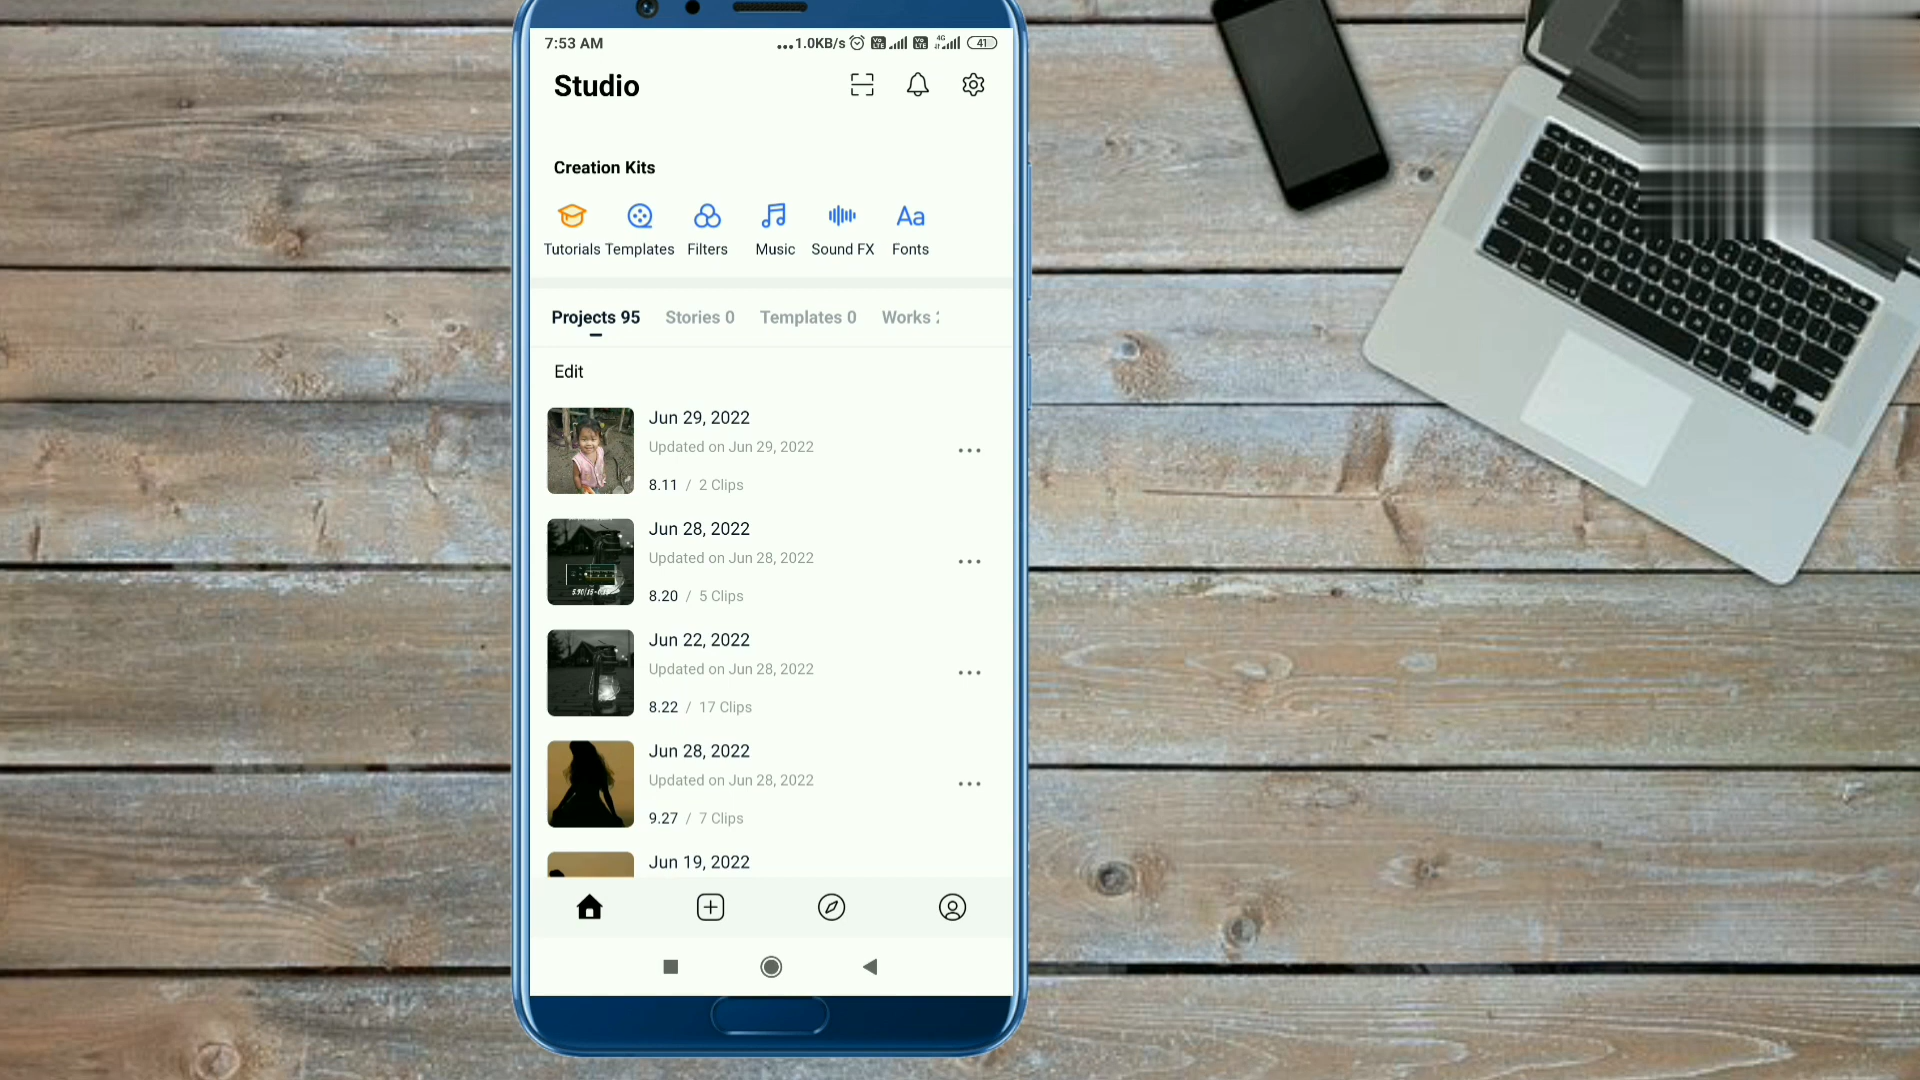 7:53 AM
...1.0KB/s
4G
41
Studio
Creation Kits
Tutorials Templates Filters Music Sound FX Fonts
Projects 95 Stories 0 Templates 0 Works
Edit
Jun 29, 2022
Updated on Jun 29, 2022
8.11 / 2 Clips
Jun 28, 2022
Updated on Jun 28, 2022
8.20 / 5 Clips
Jun 22, 2022
Updated on Jun 28, 2022
8.22 / 17 Clips
Jun 28, 2022
Updated on Jun 28, 2022
9.27 / 7 Clips
Jun 19, 2022